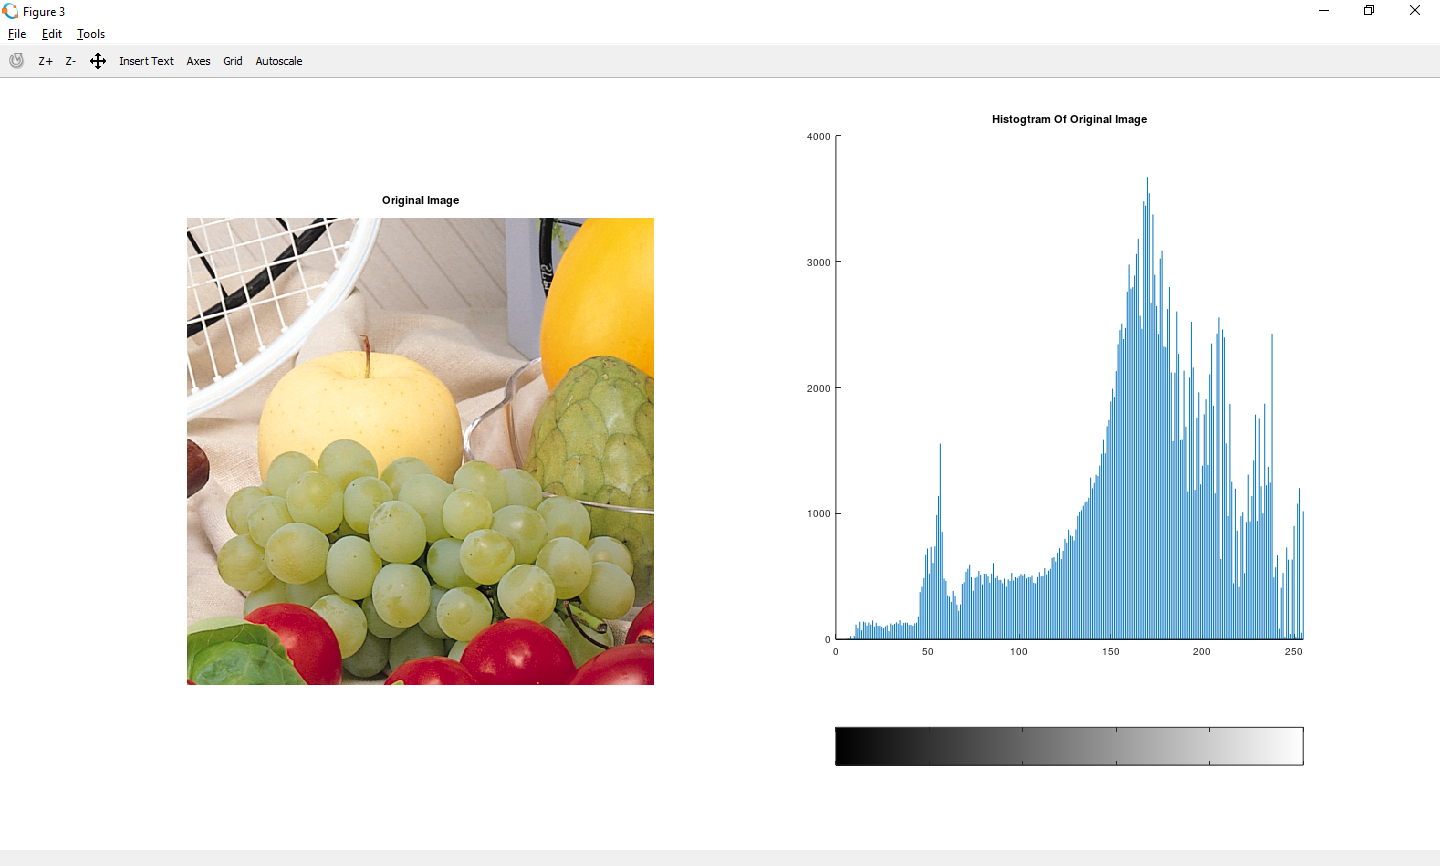 Figure 3
File Edit Tools
Z+ Z- Insert Text Axes Grid Autoscale
Original Image
Histogtram Of Original Image
4000
3000
2000
1000
0
0 50 100 150 200 250